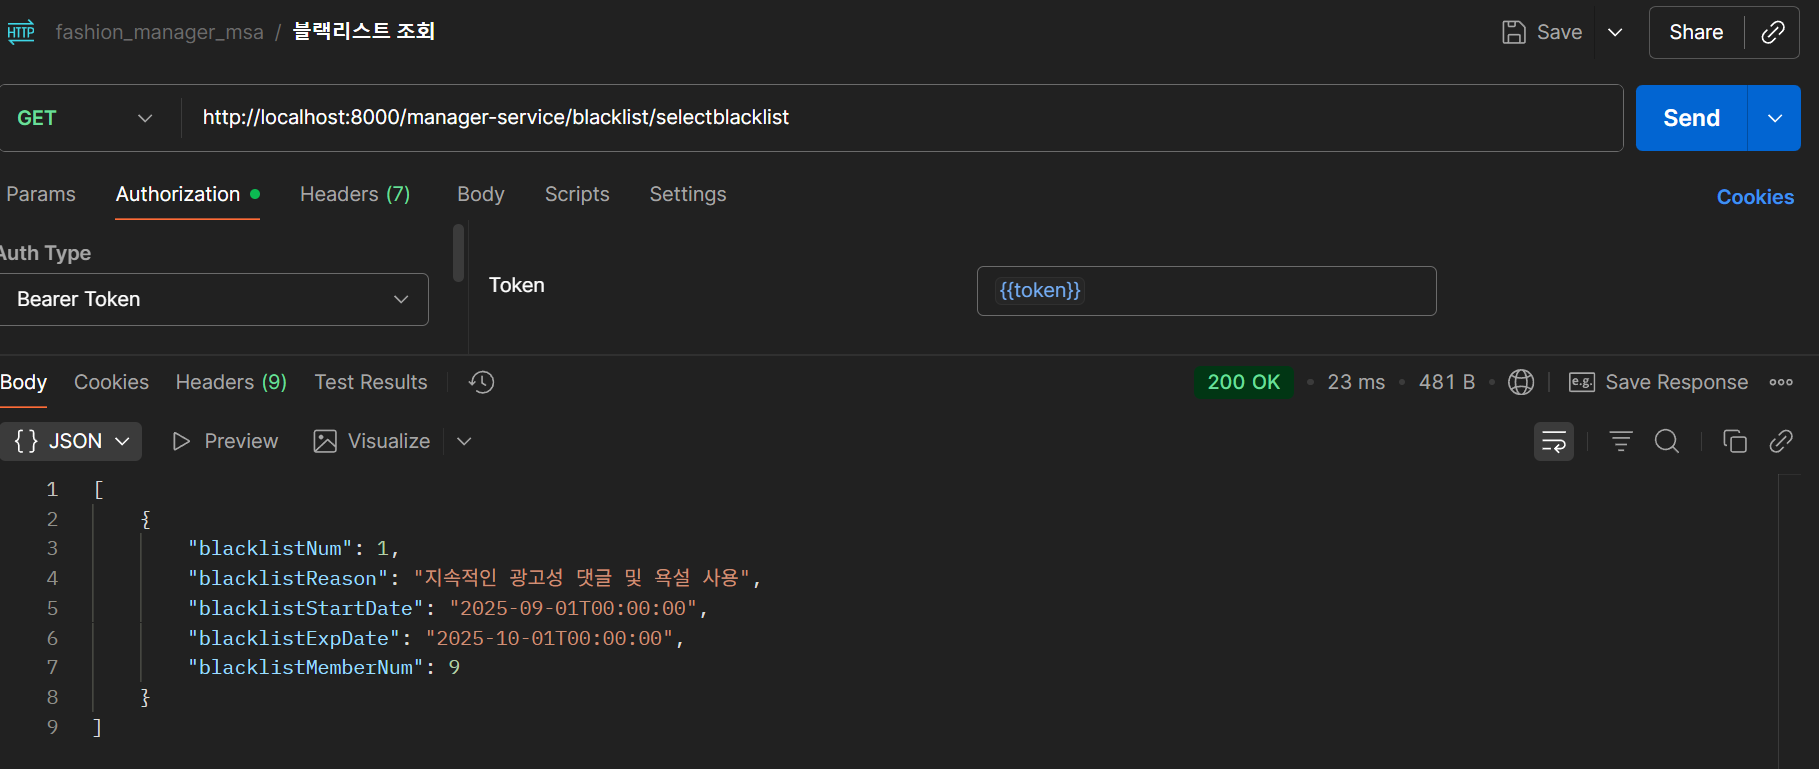 HTTP fashion_manager_msa / 블랙리스트 조회 Save Share
GET http://localhost:8000/manager-service/blacklist/selectblacklist Send
Params Authorization Headers (7) Body Scripts Settings Cookies
Auth Type
Bearer Token
Token {{token}}
Body Cookies Headers (9) Test Results 200 OK • 23 ms • 481 B • e.g. Save Response
{} JSON Preview Visualize
1 [
2 {
3 "blacklistNum": 1,
4 "blacklistReason": "지속적인 광고성 댓글 및 욕설 사용",
5 "blacklistStartDate": "2025-09-01T00:00:00",
6 "blacklistExpDate": "2025-10-01T00:00:00",
7 "blacklistMemberNum": 9
8 }
9 ]